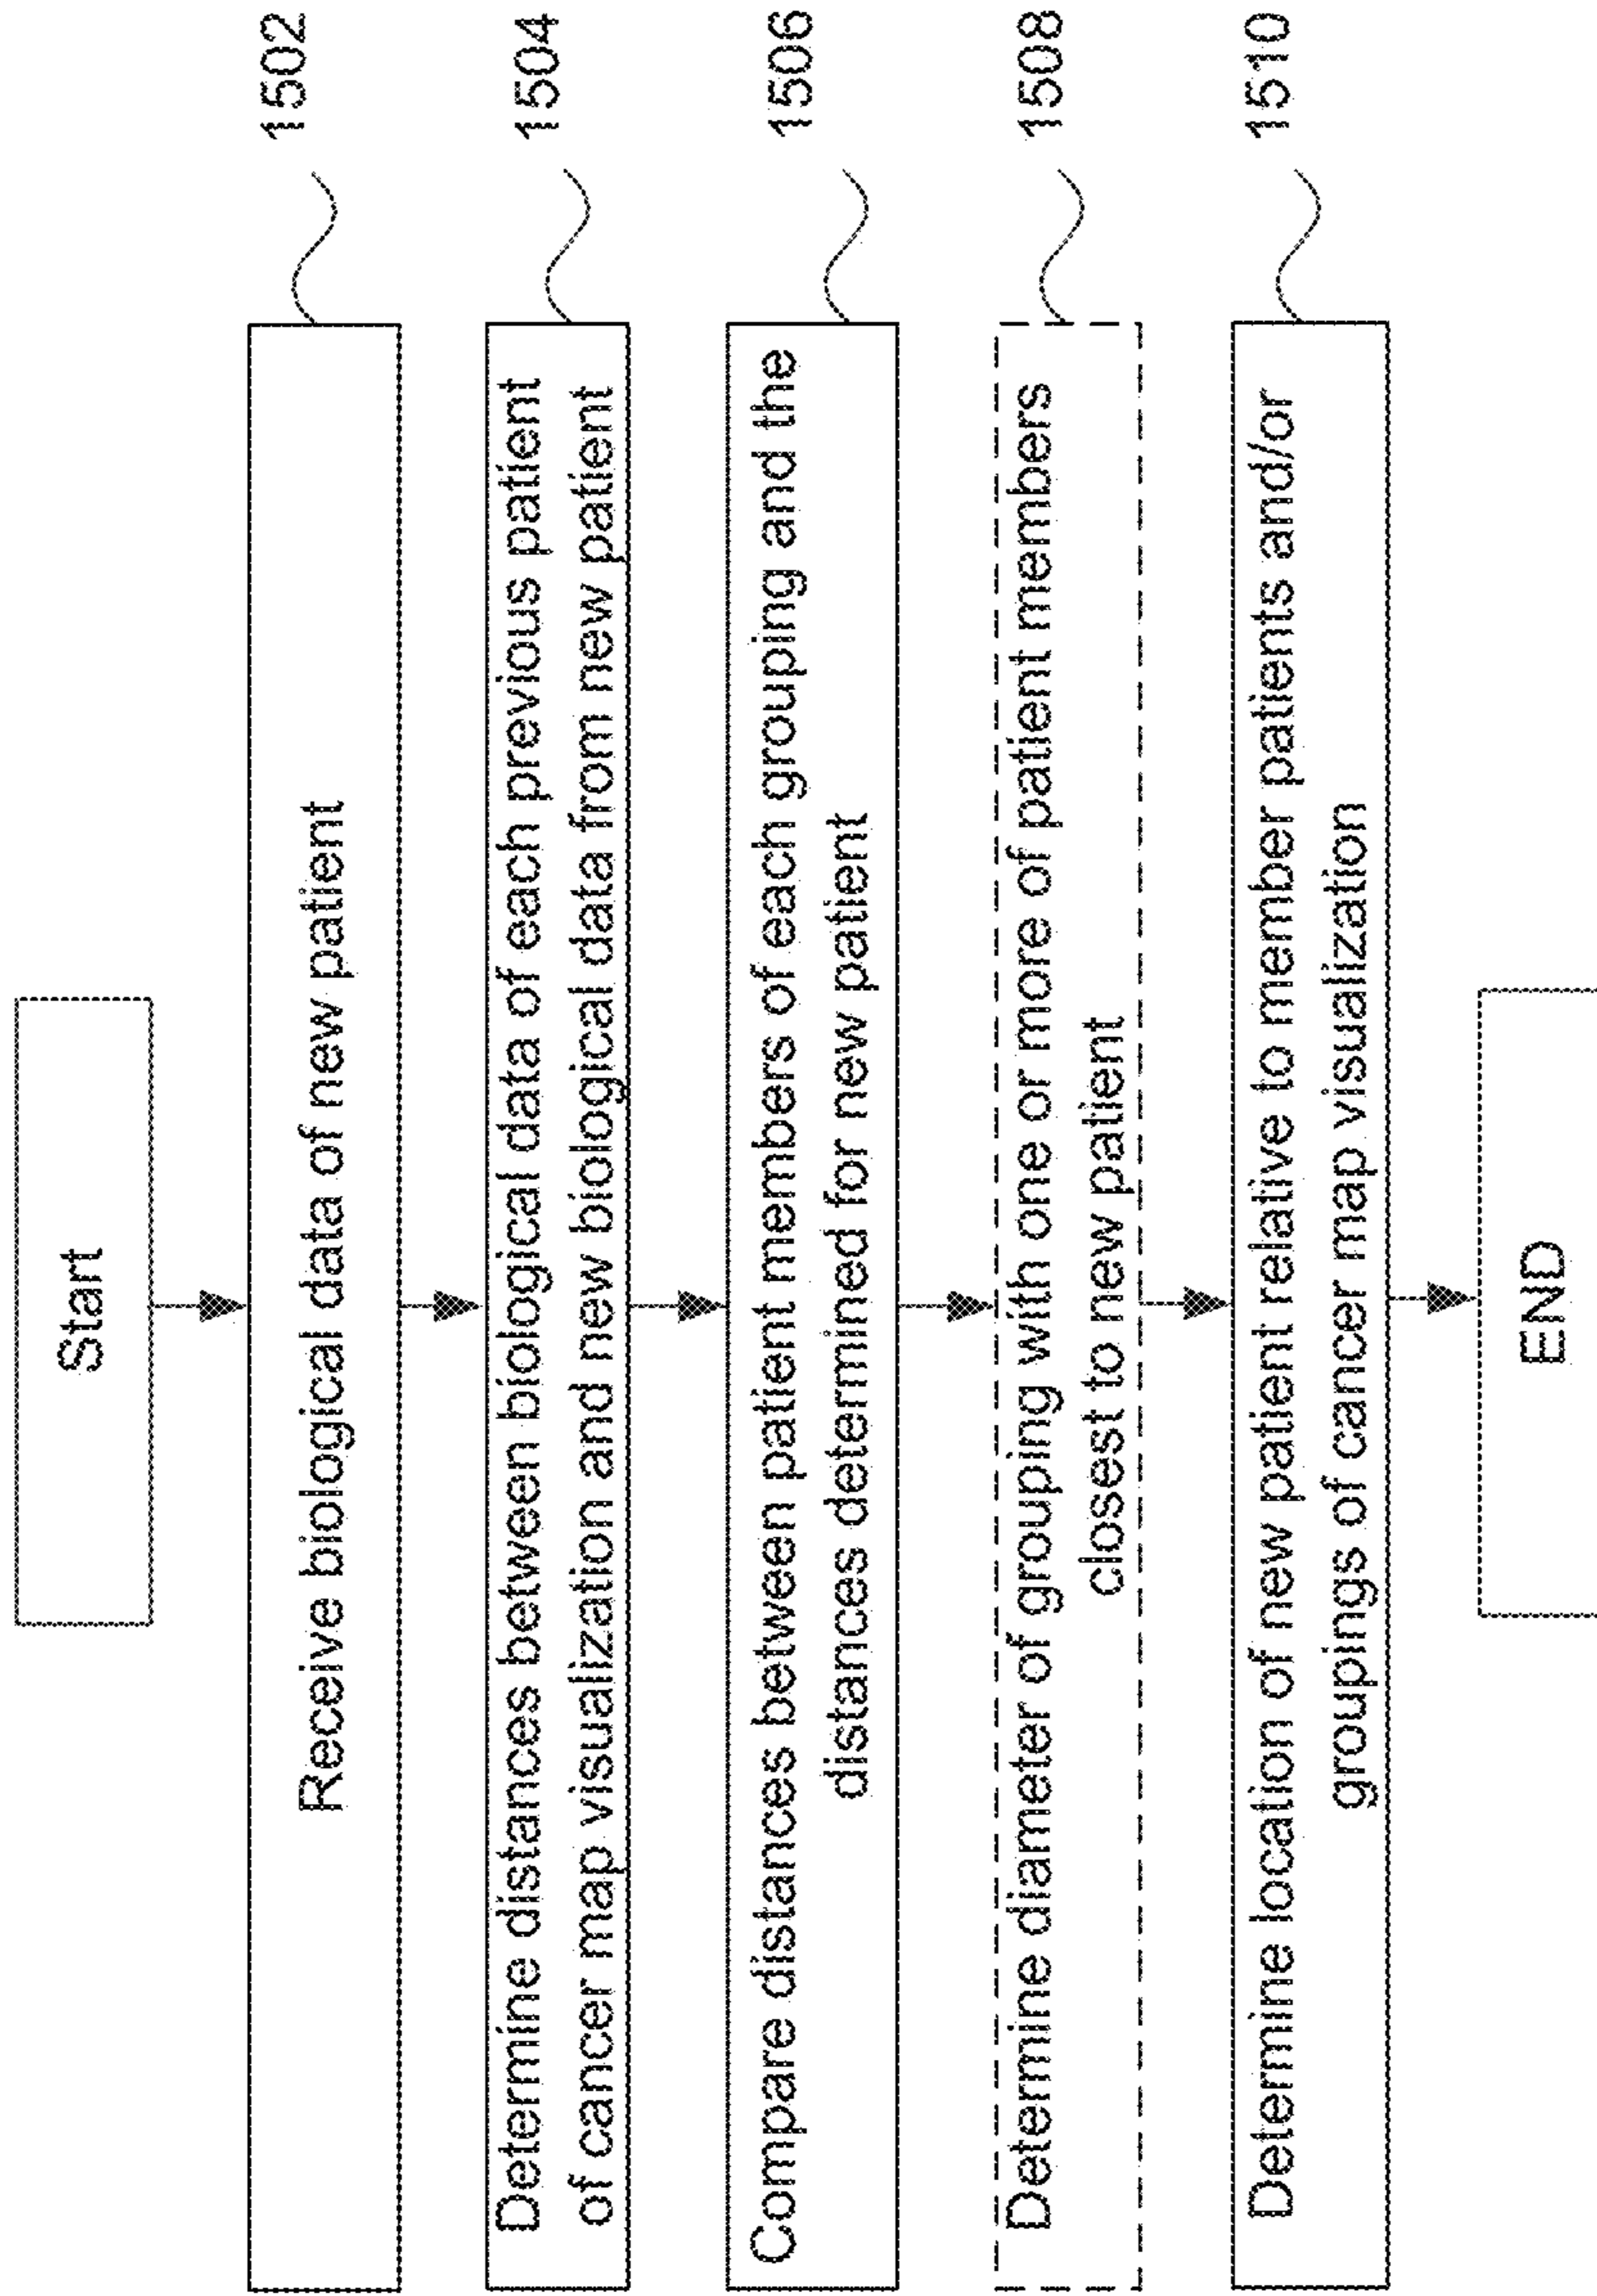 Start
Receive biological data of new patient
1502
Determine distances between biological data of each previous patient
of cancer map visualization and new biological data from new patient
1504
Compare distances between patient members of each grouping and the
distances determined for new patient
1506
Determine diameter of grouping with one or more of patient members
closest to new patient
1508
Determine location of new patient relative to member patients and/or
groupings of cancer map visualization
1510
END